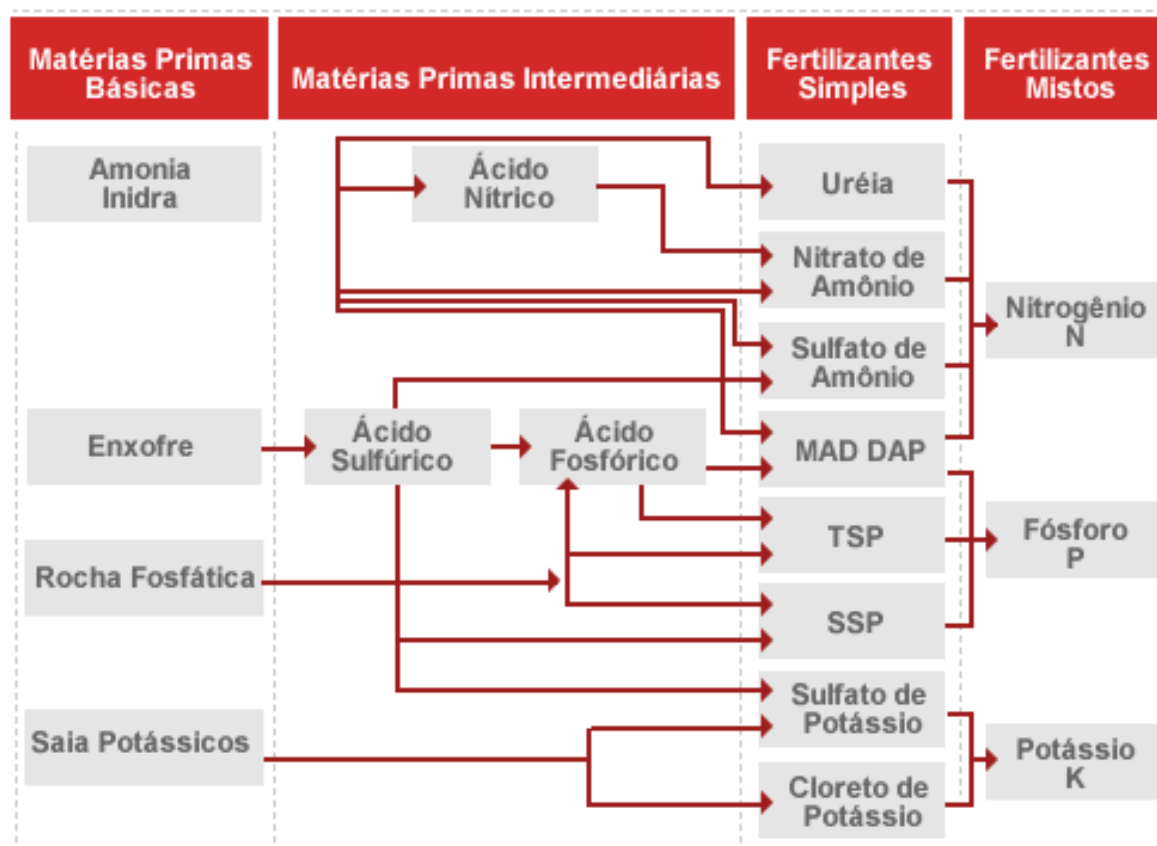 Matérias Primas
Básicas
Matérias Primas Intermediárias
Fertilizantes
Simples
Fertilizantes
Mistos
Amonia
Inidra
Ácido
Nítrico
Uréia
Nitrato de
Amônio
Nitrogênio
N
Sulfato de
Amônio
Enxofre
Ácido
Sulfúrico
Ácido
Fosfórico
MAD DAP
Rocha Fosfática
TSP
Fósforo
P
SSP
Saia Potássicos
Sulfato de
Potássio
Potássio
K
Cloreto de
Potássio